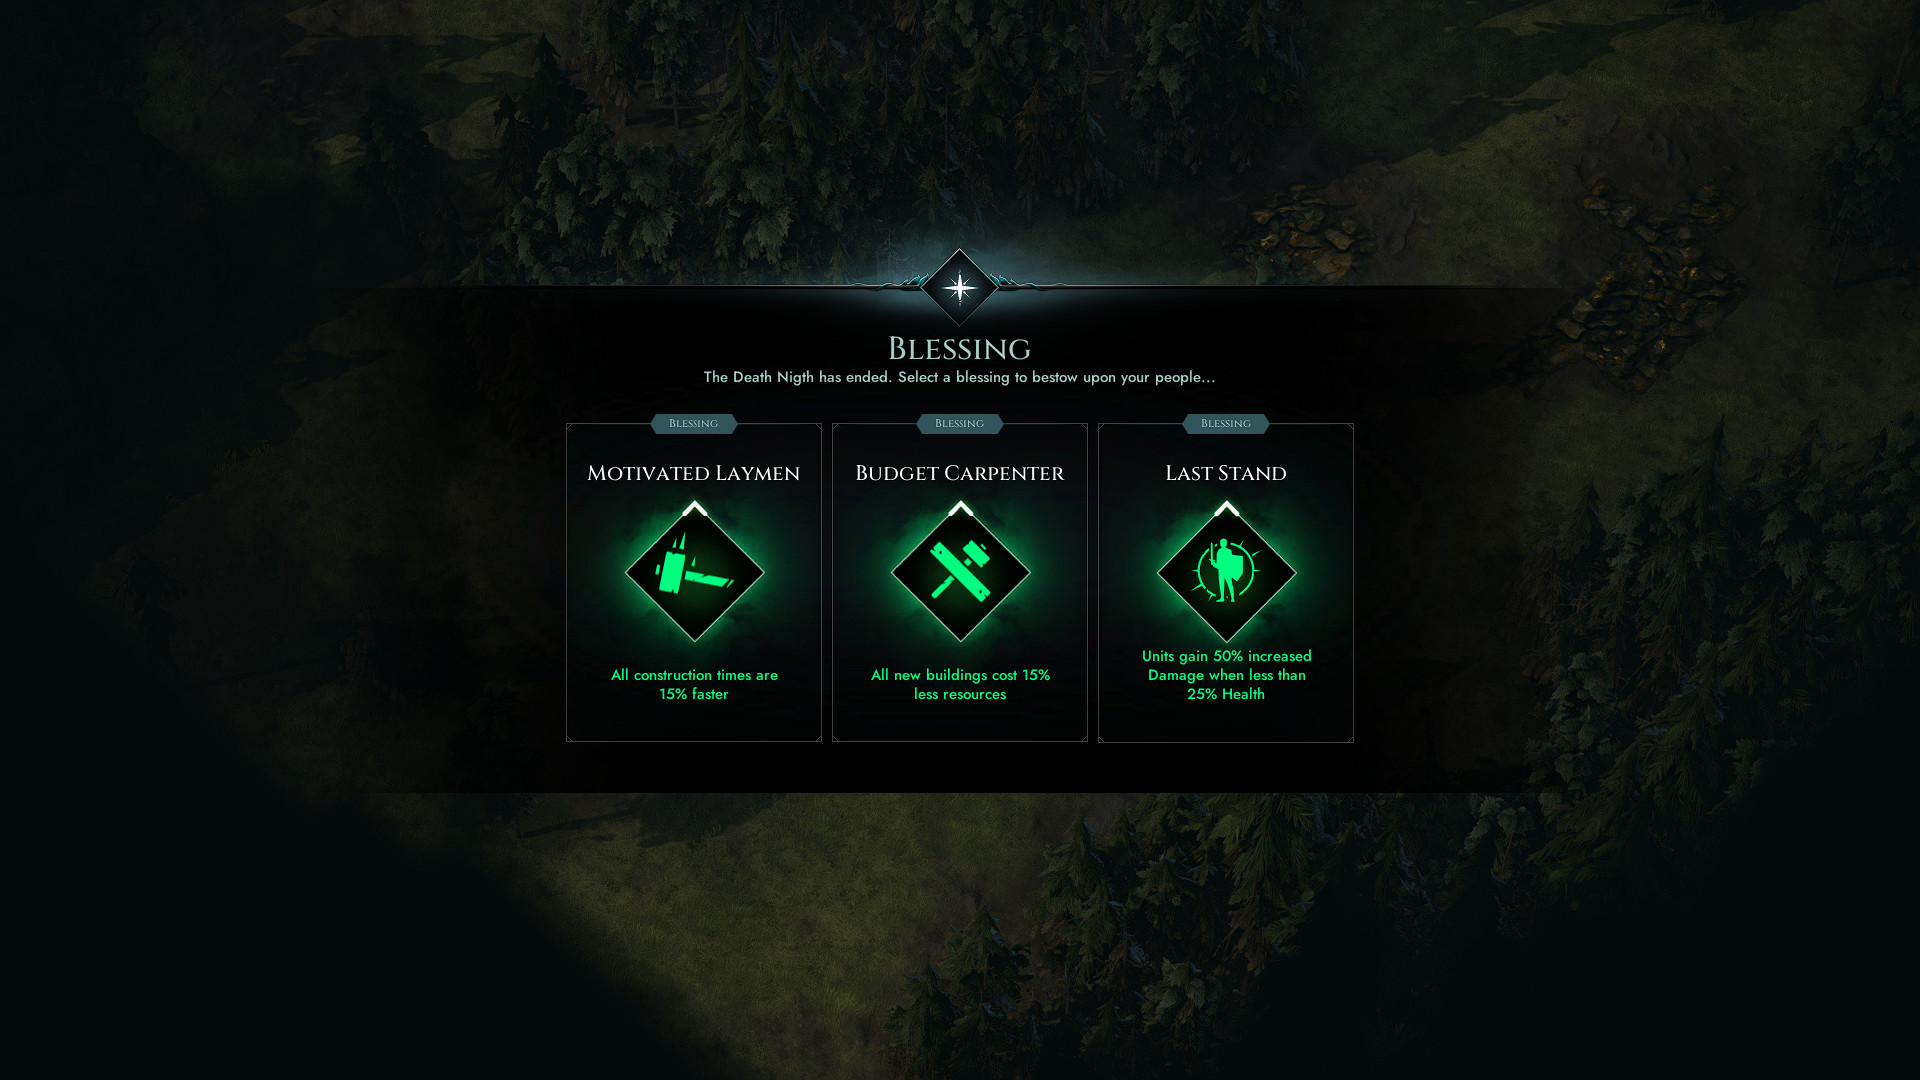 Blessing
The Death Nigth has ended. Select a blessing to bestow upon your people...
Blessing
Motivated Laymen
All construction times are
15% faster
Blessing
Budget Carpenter
All new buildings cost 15%
less resources
Blessing
Last Stand
Units gain 50% increased
Damage when less than
25% Health